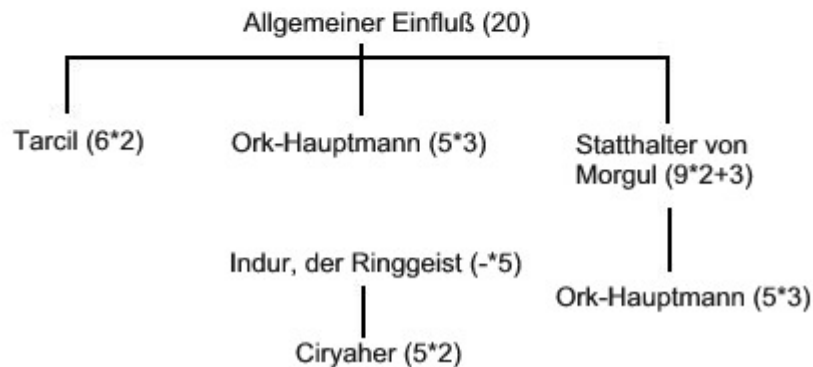 Allgemeiner Einfluß (20)
Tarcil (6*2)
Ork-Hauptmann (5*3)
Statthalter von
Morgul (9*2+3)
Indur, der Ringgeist (-*5)
Ork-Hauptmann (5*3)
Ciryaher (5*2)